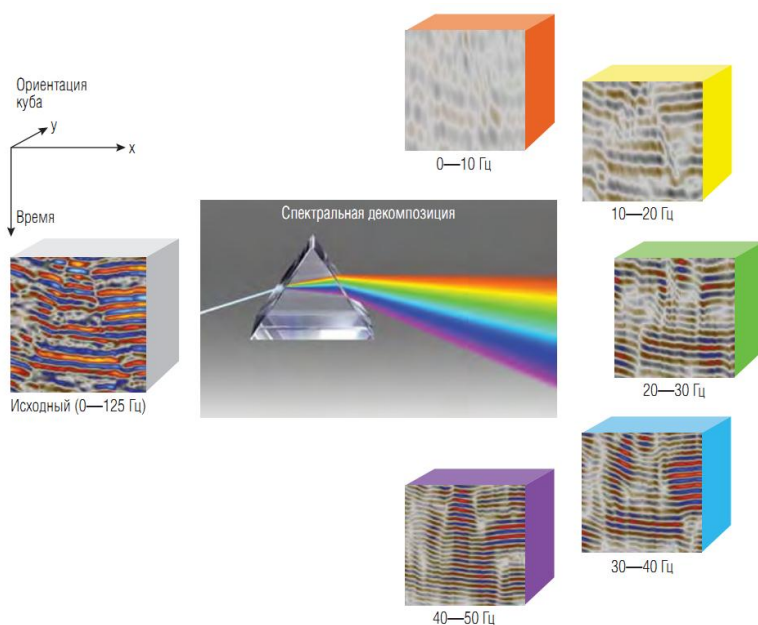 Ориентация
куба
y
x
Время
Исходный (0—125 Гц)
Спектральная декомпозиция
0—10 Гц
10—20 Гц
20—30 Гц
30—40 Гц
40—50 Гц